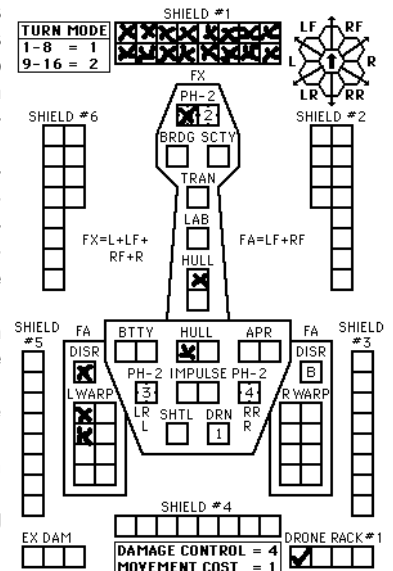 SHIELD #1
TURN MODE
1-8 = 1
9-16 = 2
LF RF
L R
LR RR
FX
PH-2
2
SHIELD #6
SHIELD #2
BRDG SCTY
TRAN
LAB
FX=L+LF+
RF+R
FA=LF+RF
HULL
SHIELD
#5
FA
BTTY HULL APR
FA
SHIELD
#3
DISR
DISR
B
PH-2 IMPULSE PH-2
3
4
LWARP
RWARP
LR
L
SHTL DRN
1
RR
R
SHIELD #4
EX DAM
DAMAGE CONTROL = 4
MOVEMENT COST = 1
DRONE RACK#1